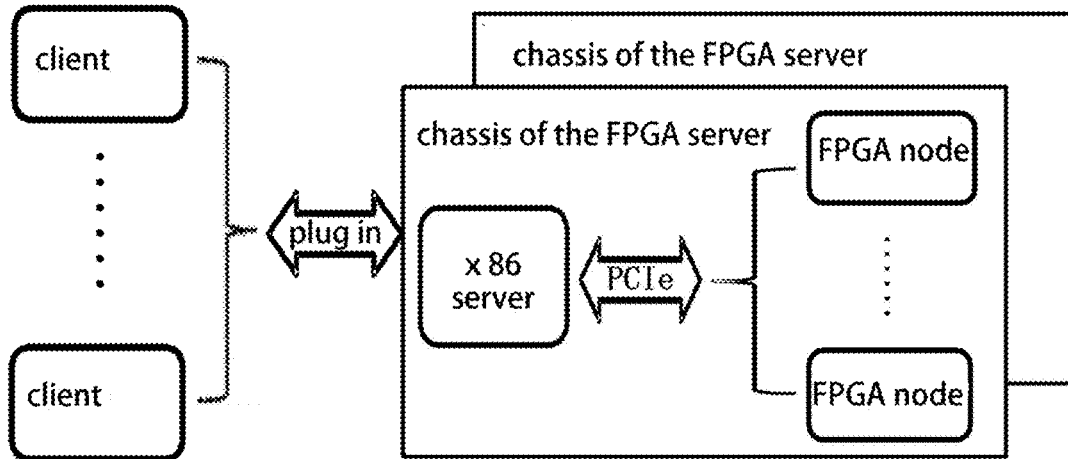 client
client
plug in
chassis of the FPGA server
chassis of the FPGA server
x 86
server
PCIe
FPGA node
FPGA node